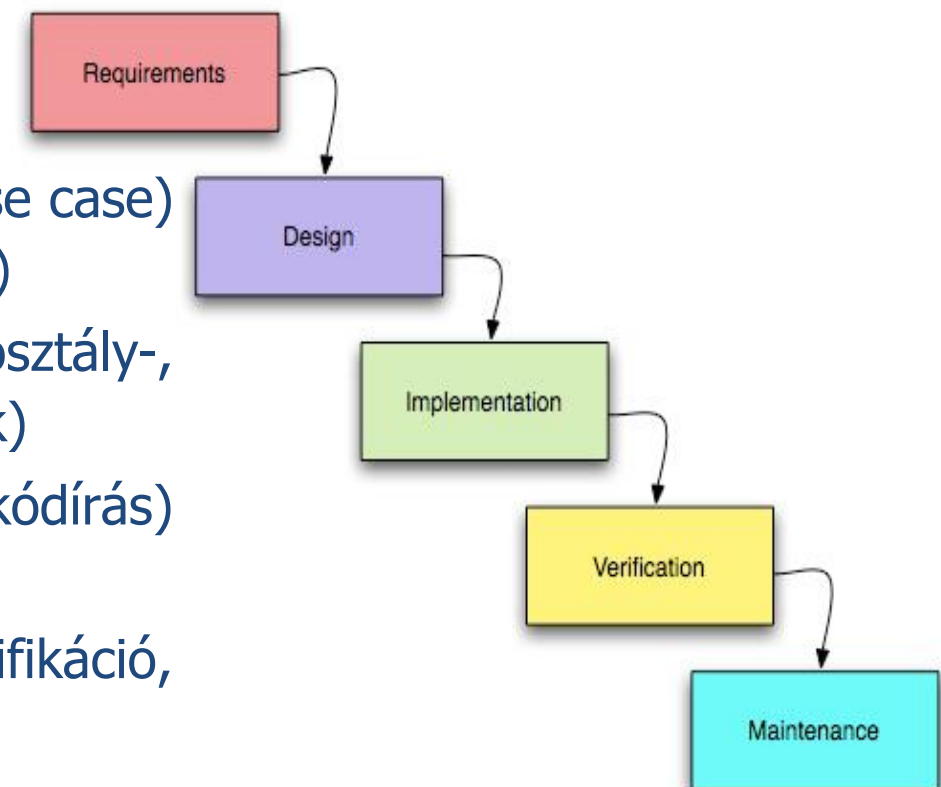 Requirements
se case)
Design
)
osztály-,
Implementation
k)
kódírás)
Verification
ifikáció,
Maintenance